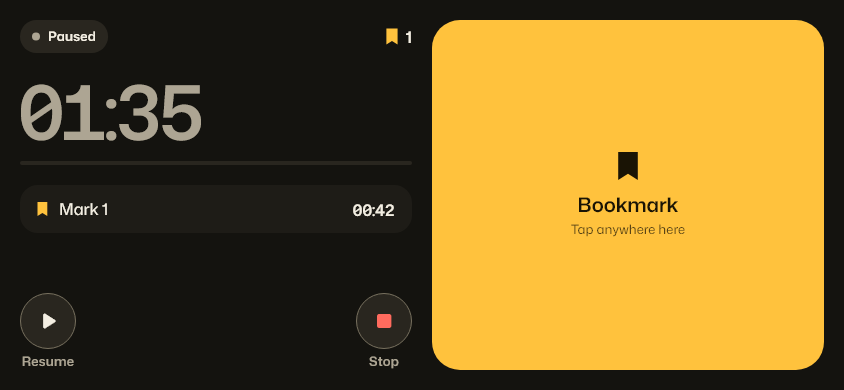 Paused
1
01:35
Mark 1
00:42
Resume
Stop
Bookmark
Tap anywhere here